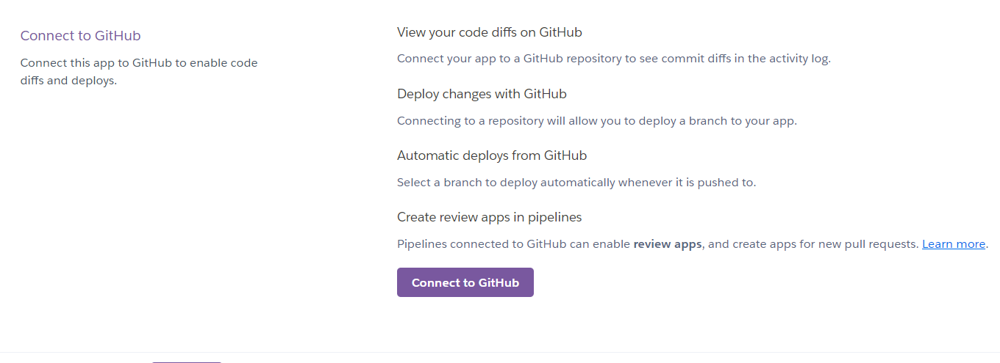 Connect to GitHub
Connect this app to GitHub to enable code
diffs and deploys.
View your code diffs on GitHub
Connect your app to a GitHub repository to see commit diffs in the activity log.
Deploy changes with GitHub
Connecting to a repository will allow you to deploy a branch to your app.
Automatic deploys from GitHub
Select a branch to deploy automatically whenever it is pushed to.
Create review apps in pipelines
Pipelines connected to GitHub can enable review apps, and create apps for new pull requests. Learn more.
Connect to GitHub